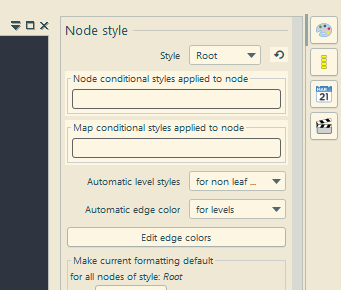 Node style
Style Root
Node conditional styles applied to node
Map conditional styles applied to node
Automatic level styles for non leaf ...
Automatic edge color for levels
Edit edge colors
Make current formatting default
for all nodes of style: Root
21